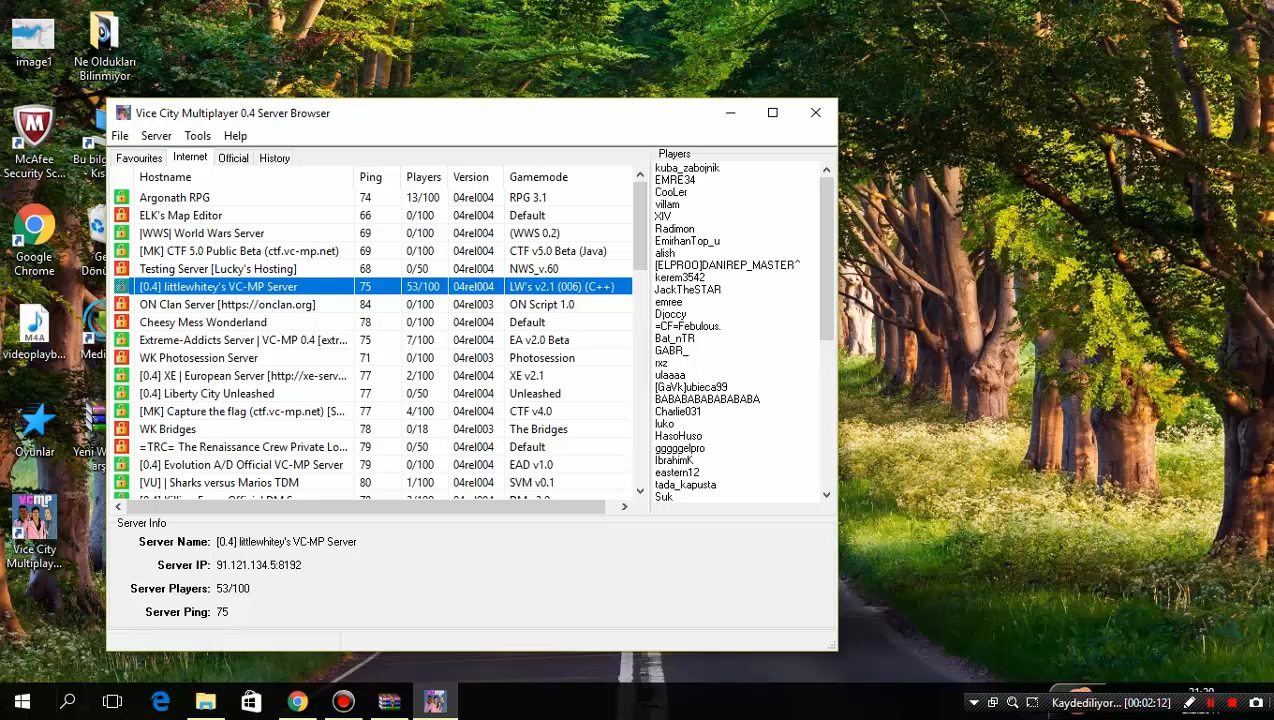 image1
Ne Oldukları
Bilinmiyor
McAfee
Security Sc...
Bu bilg
Kıs
Google
Chrome
Ge
Dönü
M4A
videoplayb...
Medi
Oyunlar
Yeni W
arş
VCMP
Vice City
Multiplay...
Vice City Multiplayer 0.4 Server Browser
File Server Tools Help
Favourites Internet Official History
Hostname Ping Players Version Gamemode
Argonath RPG 74 13/100 04rel004 RPG 3.1
ELK's Map Editor 66 0/100 04rel004 Default
|WWS| World Wars Server 69 0/100 04rel004 (WWS 0.2)
[MK] CTF 5.0 Public Beta (ctf.vc-mp.net) 69 0/100 04rel004 CTF v5.0 Beta (Java)
Testing Server [Lucky's Hosting] 68 0/50 04rel004 NWS_v.60
[0.4] littlewhitey's VC-MP Server 75 53/100 04rel004 LW's v2.1 (006) (C++)
ON Clan Server [https://onclan.org] 84 0/100 04rel003 ON Script 1.0
Cheesy Mess Wonderland 78 0/100 04rel004 Default
Extreme-Addicts Server | VC-MP 0.4 [extr... 75 7/100 04rel004 EA v2.0 Beta
WK Photosession Server 71 0/100 04rel003 Photosession
[0.4] XE | European Server [http://xe-serv... 77 2/100 04rel004 XE v2.1
[0.4] Liberty City Unleashed 77 0/50 04rel004 Unleashed
[MK] Capture the flag (ctf.vc-mp.net) [S... 77 4/100 04rel004 CTF v4.0
WK Bridges 78 0/18 04rel003 The Bridges
=TRC= The Renaissance Crew Private Lo... 79 0/50 04rel004 Default
[0.4] Evolution A/D Official VC-MP Server 79 0/100 04rel004 EAD v1.0
[VU] | Sharks versus Marios TDM 80 1/100 04rel004 SVM v0.1
Players
kuba_zabojnik
EMRE34
CooLer
villam
XIV
Radimon
EmirhanTop_u
alish
[ELPROO]DANIREP_MASTER^
kerem3542
JackTheSTAR
emree
Djoccy
=CF=Febulous.
Bat_nTR
GABR_
rxz
ulaaaa
[GaVk]ubieca99
BABABABABABABABA
Charlie031
luko
HasoHuso
gggggelpro
IbrahimK
eastern12
tada_kapusta
Suk
Server Info
Server Name: [0.4] littlewhitey's VC-MP Server
Server IP: 91.121.134.5:8192
Server Players: 53/100
Server Ping: 75
Kaydediliyor... [00:02:12]